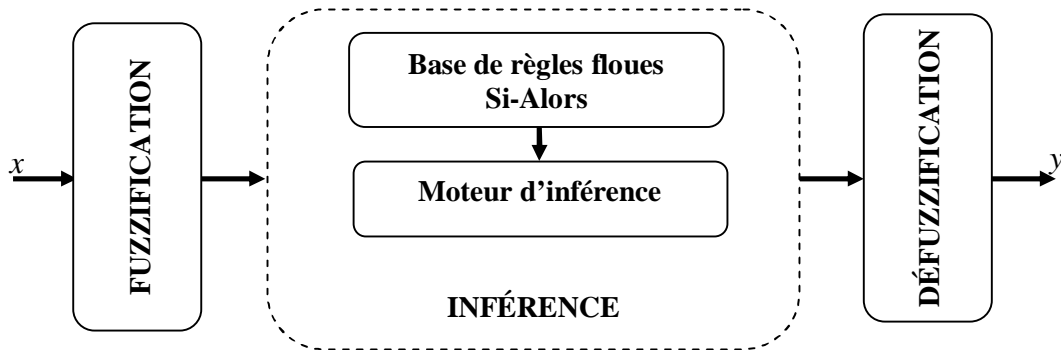 x
FUZZIFICATION
Base de règles floues
Si-Alors
Moteur d’inférence
INFÉRENCE
DÉFUZZIFICATION
y